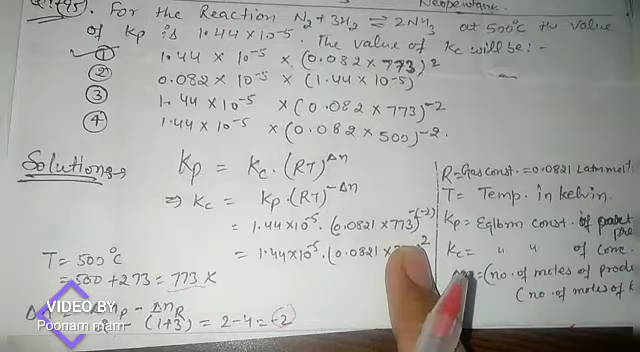 Neopentane.
For the Reaction N2 + 3H2 ⇌ 2NH3 at 500°C the value
of Kp is 1.44 x 10-5. The value of Kc will be: -
① 1.44 x 10-5 x (0.082 x 773)2
② 0.082 x 10-5 x (1.44 x 10-5)
③ 1.44 x 10-5 x (0.082 x 773)-2
④ 1.44 x 10-5 x (0.082 x 500)-2.
Solution
Kp = Kc . (RT)Δn
⇒ Kc = Kp . (RT)-Δn
= 1.44 x 10-5 . (0.0821 x 773)-(-2)
= 1.44 x 10-5 . (0.0821 x 2
T = 500°C
= 500 + 273 = 773 K
ΔnP - ΔnR
- (1+3) = 2-4 = -2
R = Gas const. = 0.0821 Latm mol
T = Temp. in kelvin.
Kp = Eqlbm const. of
Kc = " " of conc.
= (no. of moles of
(no. of moles of
VIDEO BY
Poonam mam